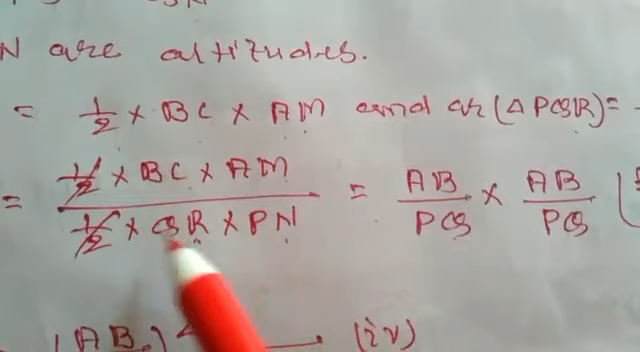 N are altitudes.
= 1/2 × BC × AM and ar(△PQR)=
= (1/2 × BC × AM) / (1/2 × QR × PN) = AB/PQ × AB/PQ
(AB (iv)